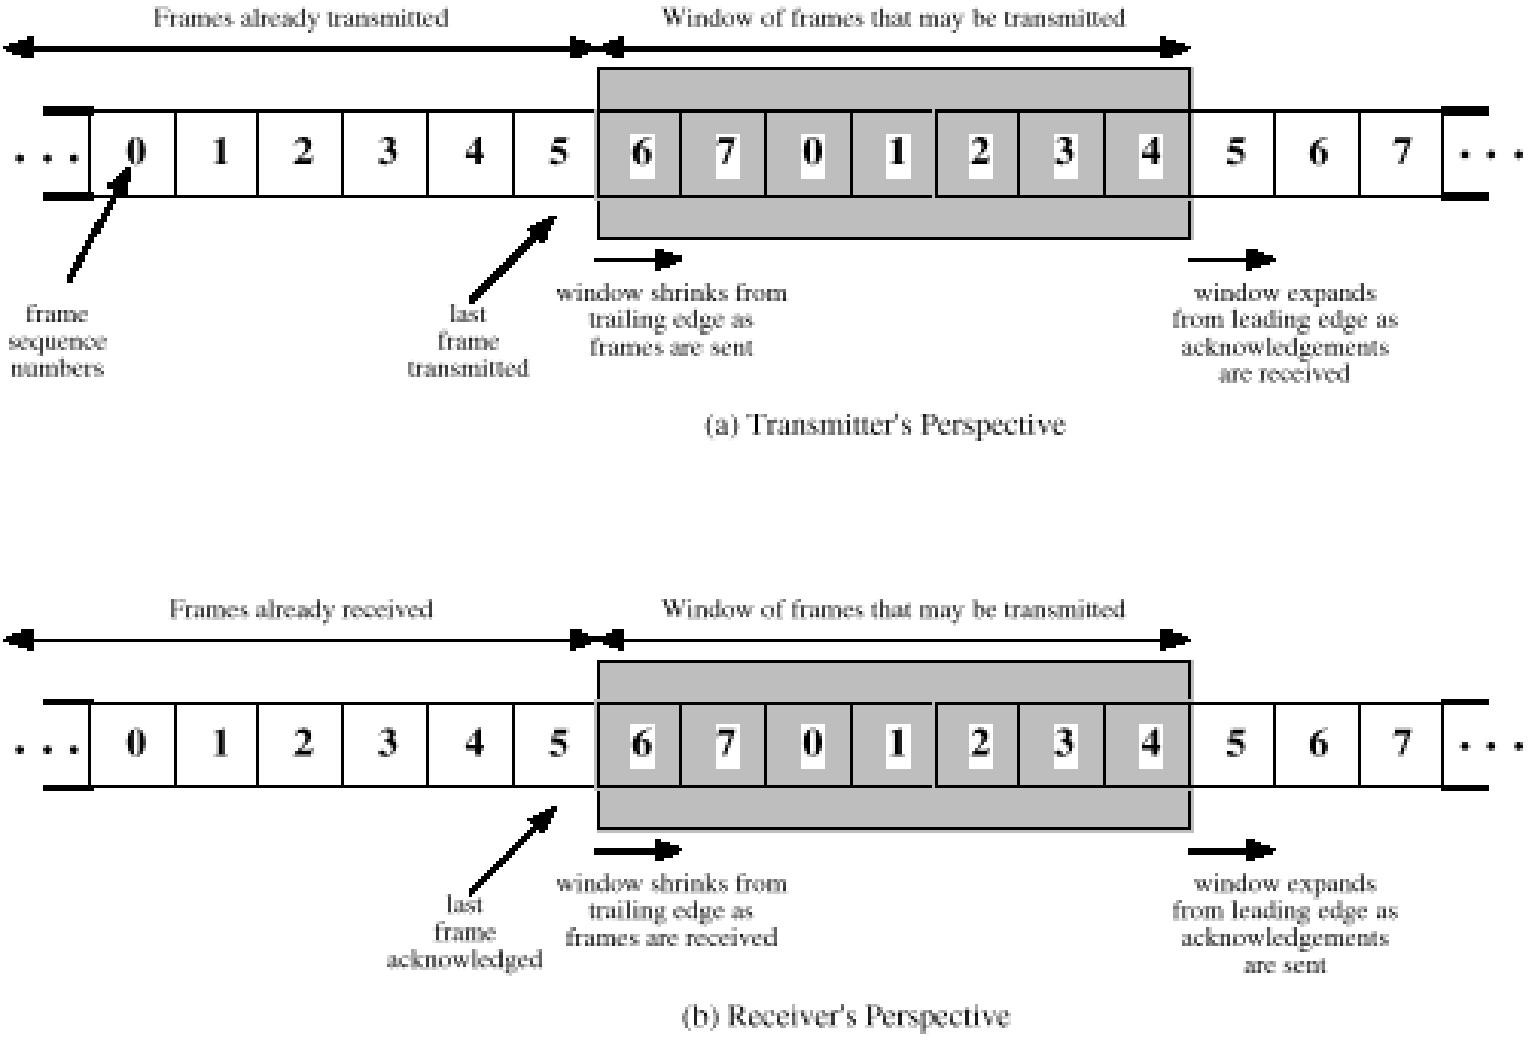 Frames already transmitted
Window of frames that may be transmitted
... 0 1 2 3 4 5 6 7 0 1 2 3 4 5 6 7 ...
frame
sequence
numbers
last
frame
transmitted
window shrinks from
trailing edge as
frames are sent
window expands
from leading edge as
acknowledgements
are received
(a) Transmitter's Perspective
Frames already received
Window of frames that may be transmitted
... 0 1 2 3 4 5 6 7 0 1 2 3 4 5 6 7 ...
last
frame
acknowledged
window shrinks from
trailing edge as
frames are received
window expands
from leading edge as
acknowledgements
are sent
(b) Receiver's Perspective